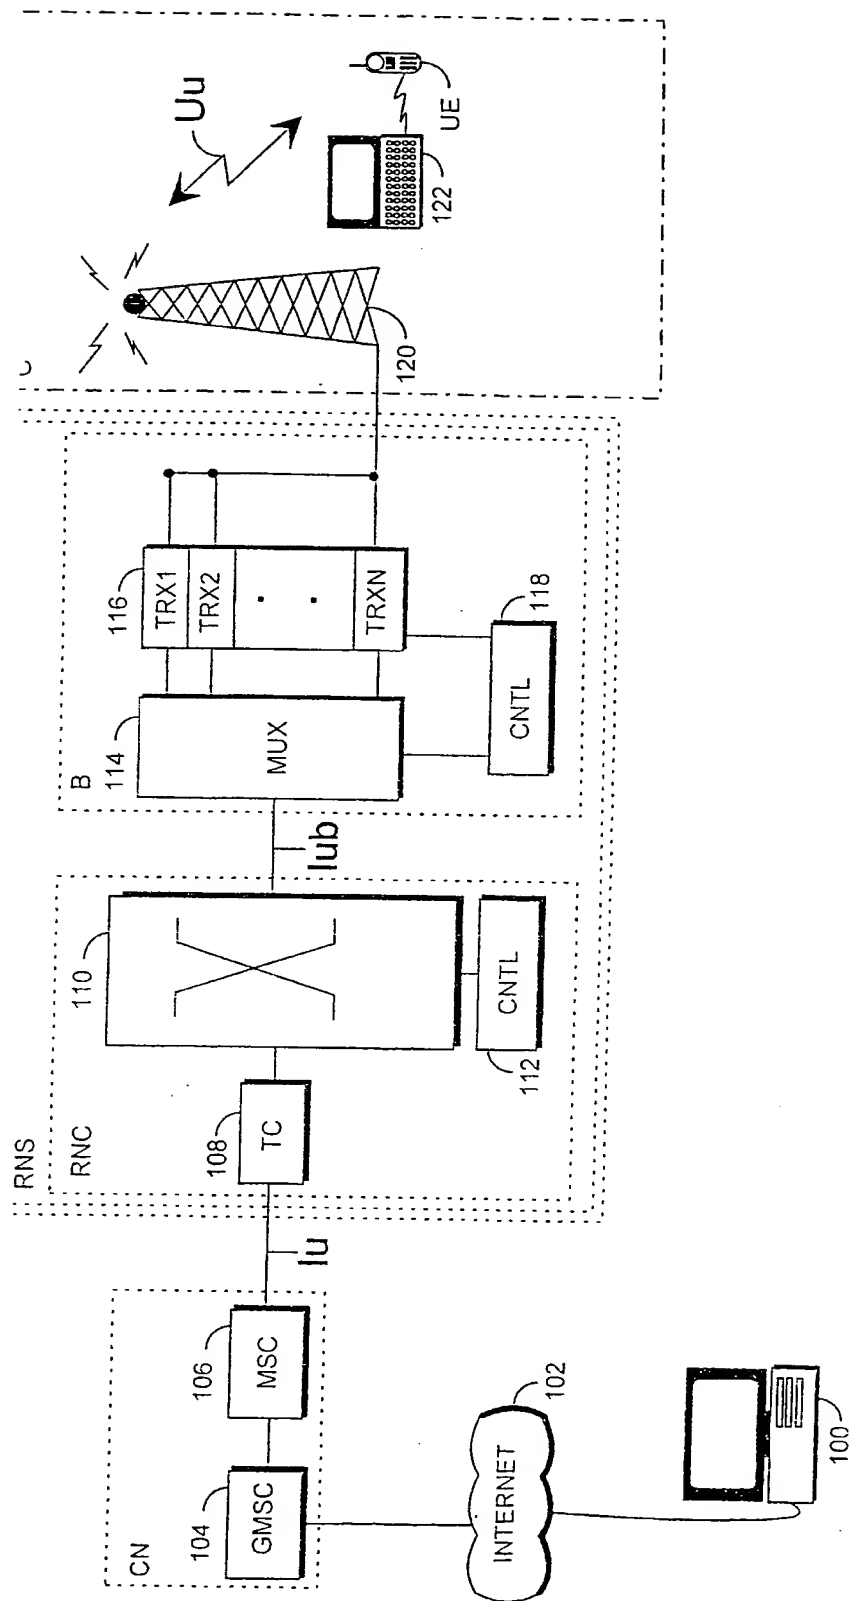 RNS
CN
104
GMSC
106
MSC
Iu
INTERNET
102
100
RNC
108
TC
110
112
CNTL
Iub
B
114
MUX
116
TRX1
TRX2
TRXN
118
CNTL
120
Uu
122
UE